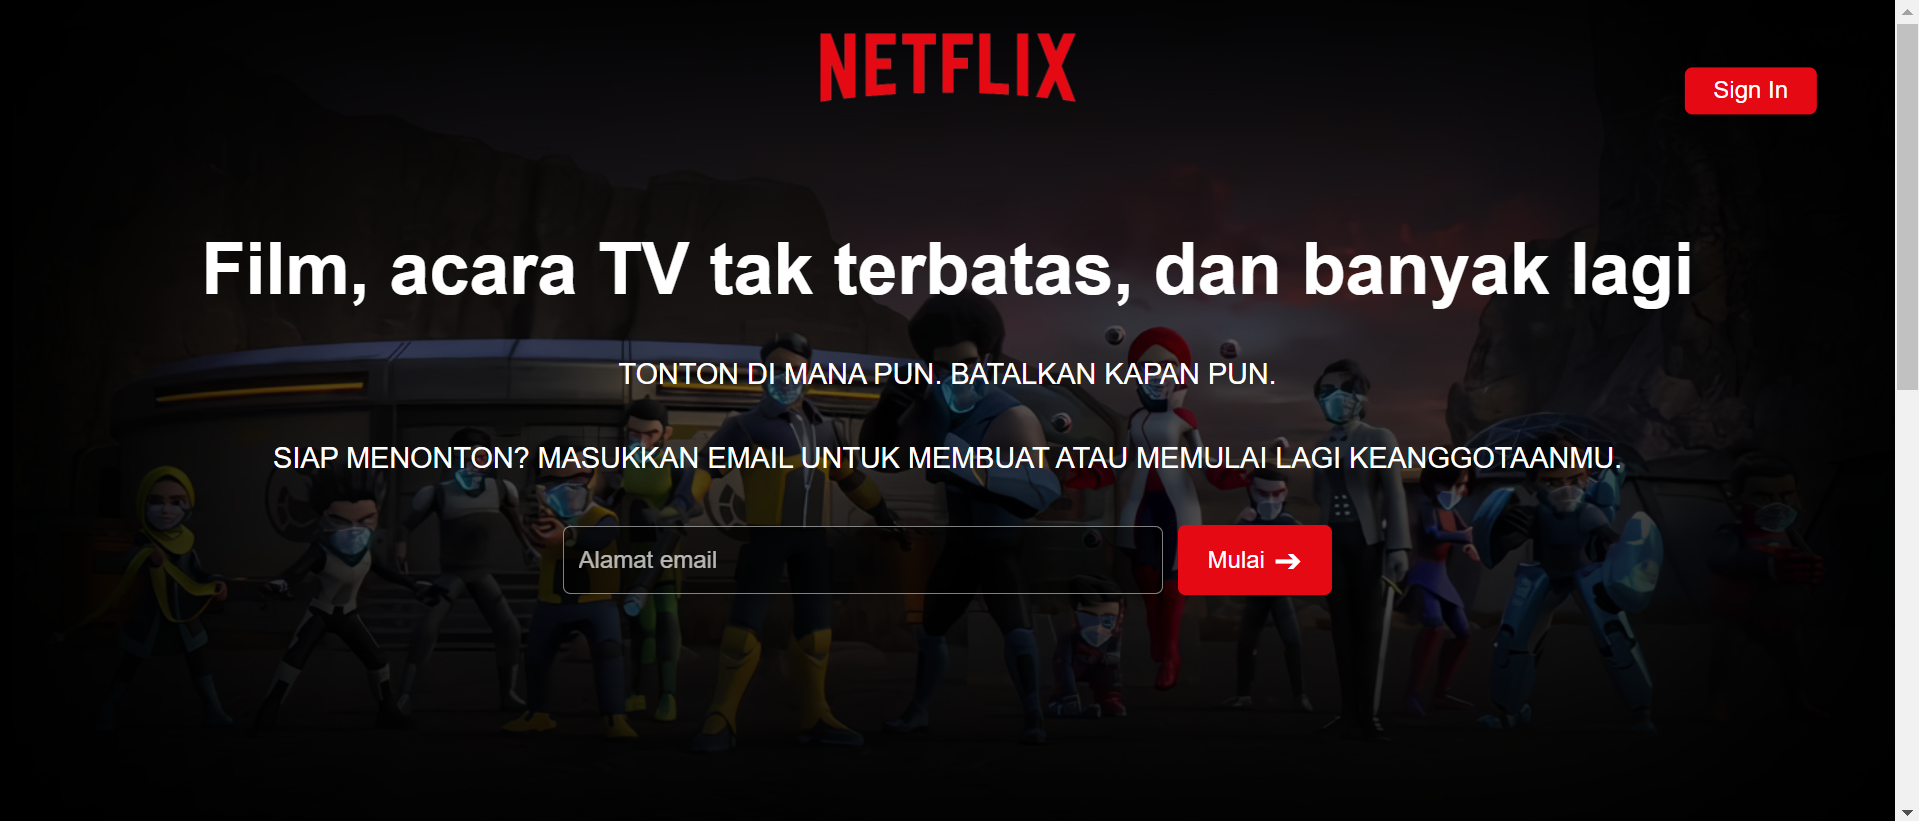 NETFLIX
Sign In
Film, acara TV tak terbatas, dan banyak lagi
TONTON DI MANA PUN. BATALKAN KAPAN PUN.
SIAP MENONTON? MASUKKAN EMAIL UNTUK MEMBUAT ATAU MEMULAI LAGI KEANGGOTAANMU.
Alamat email
Mulai ➔